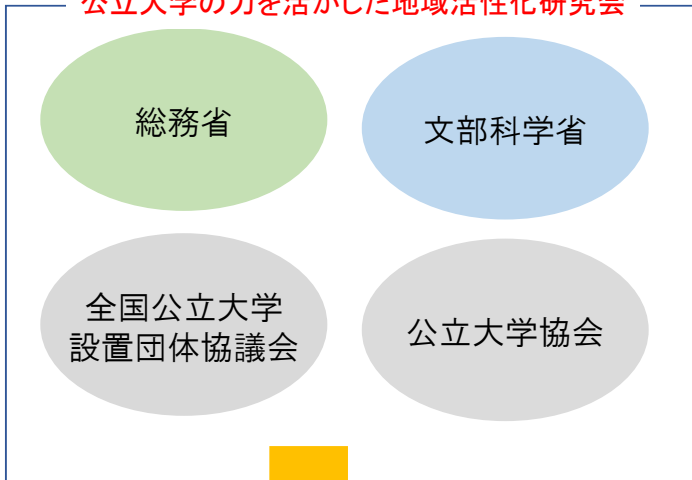 公立大学の力を活かした地域活性化研究会
総務省
文部科学省
全国公立大学
設置団体協議会
公立大学協会